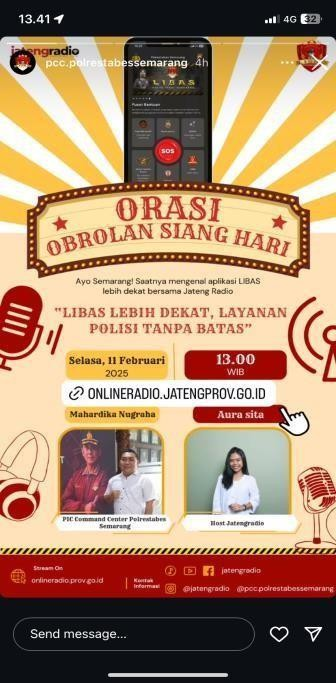 13.41
4G
32
jatengradio
pcc.polrestabessemarang 4h
LIBAS
SOS
ORASI
OBROLAN SIANG HARI
Ayo Semarang! Saatnya mengenal aplikasi LIBAS
lebih dekat bersama Jateng Radio
"LIBAS LEBIH DEKAT, LAYANAN
POLISI TANPA BATAS"
Selasa, 11 Februari
2025
13.00
WIB
ONLINERADIO.JATENGPROV.GO.ID
Mahardika Nugraha
Aura sita
PIC Command Center Polrestabes
Semarang
Host Jatengradio
Stream On
onlineradio.prov.go.id
Kontak
Informasi
jatengradio
@jatengradio @pcc.polrestabessemarang
Send message...